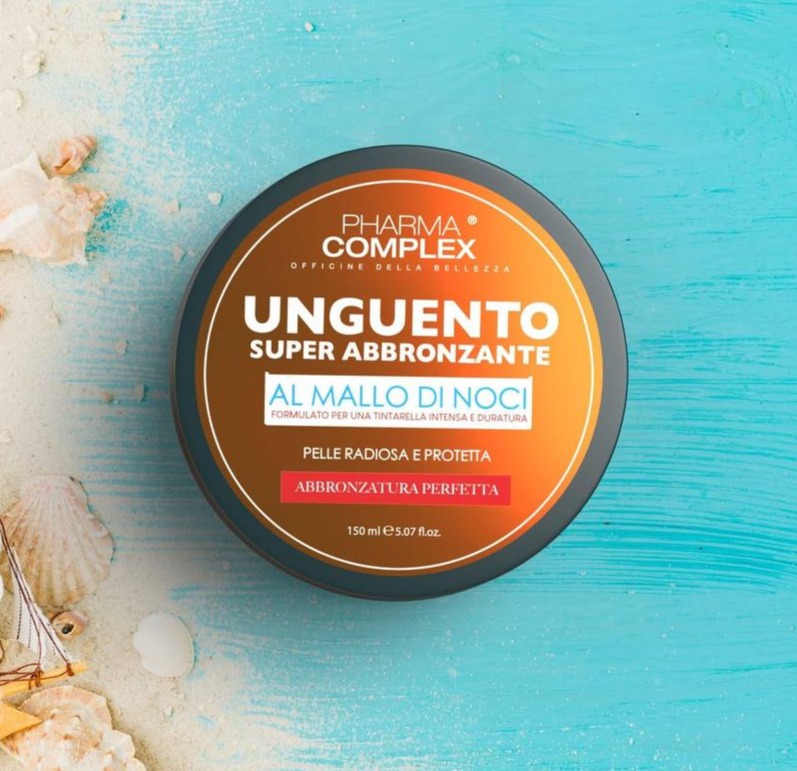 PHARMA ®
COMPLEX
OFFICINE DELLA BELLEZZA
UNGUENTO
SUPER ABBRONZANTE
AL MALLO DI NOCI
FORMULATO PER UNA TINTARELLA INTENSA E DURATURA
PELLE RADIOSA E PROTETTA
ABBRONZATURA PERFETTA
150 ml ℮ 5.07 fl.oz.